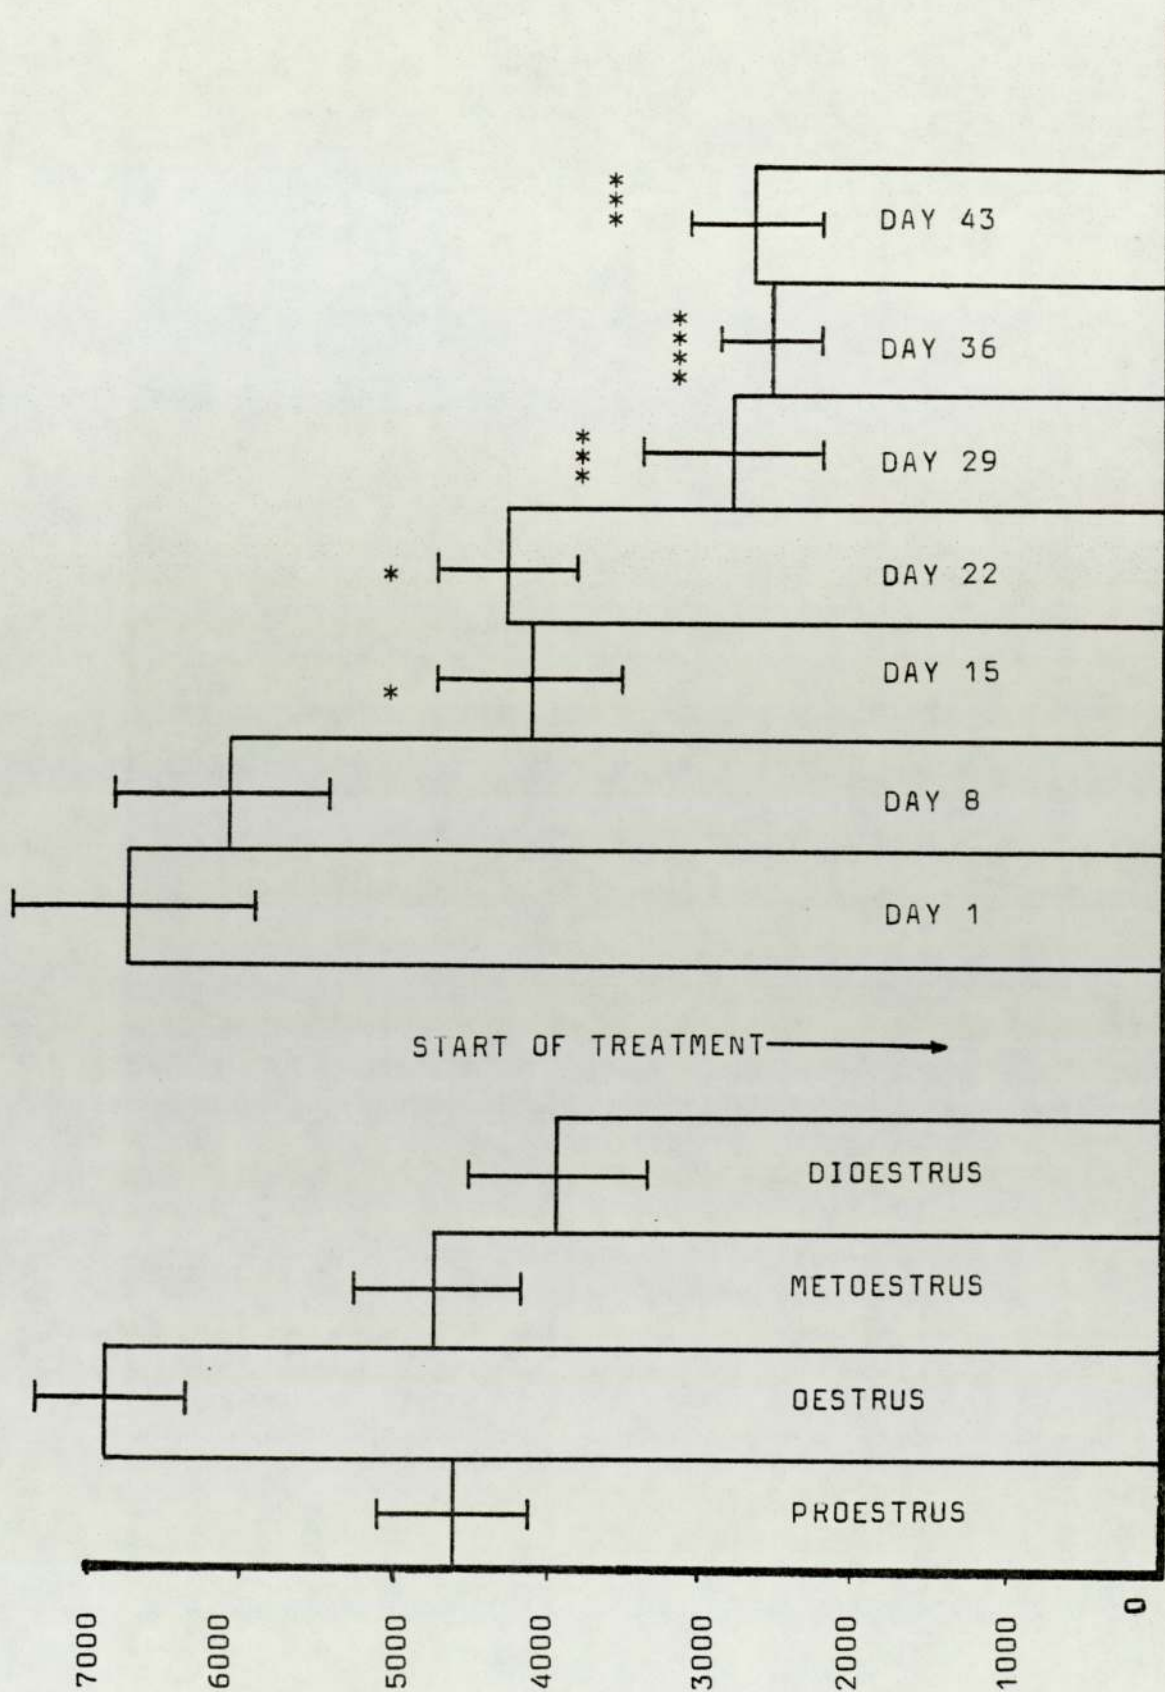 7000
6000
5000
4000
3000
2000
1000
0
PROESTRUS
OESTRUS
METOESTRUS
DIOESTRUS
START OF TREATMENT
DAY 1
DAY 8
DAY 15
*
DAY 22
*
DAY 29
***
DAY 36
****
DAY 43
***